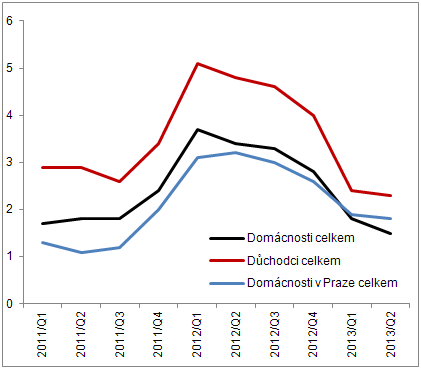 6
5
4
3
2
1
0
Domácnosti celkem
Důchodci celkem
Domácnosti v Praze celkem
2011/Q1
2011/Q2
2011/Q3
2011/Q4
2012/Q1
2012/Q2
2012/Q3
2012/Q4
2013/Q1
2013/Q2